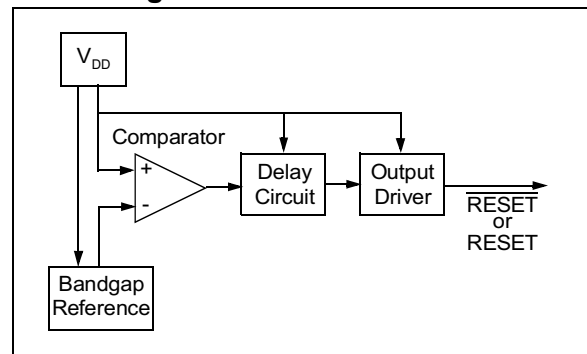 V_DD
Comparator
+
-
Delay
Circuit
Output
Driver
RESET
or
RESET
Bandgap
Reference